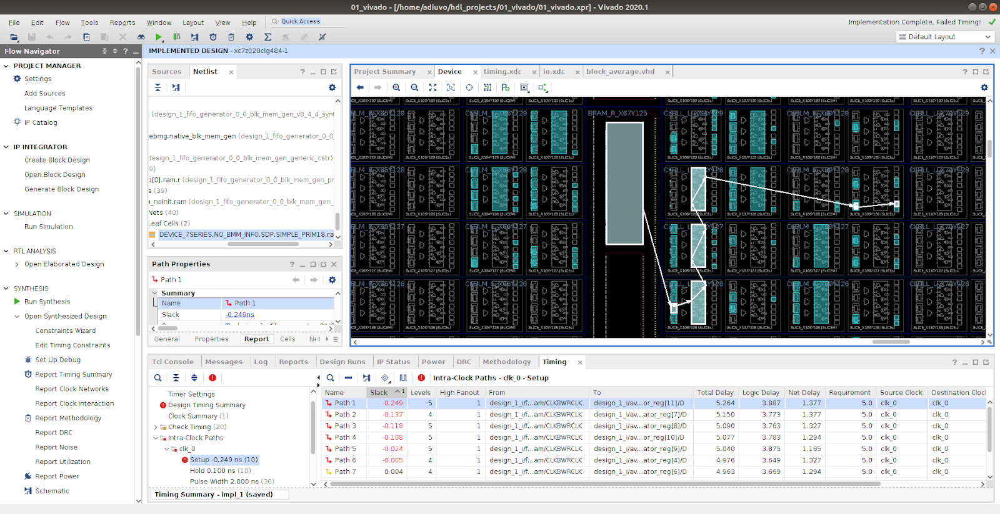 01_vivado - [/home/adiuvo/hdl_projects/01_vivado/01_vivado.xpr] - Vivado 2020.1
File Edit Flow Tools Reports Window Layout View Help Quick Access
Implementation Complete, Failed Timing!
Default Layout
Flow Navigator
IMPLEMENTED DESIGN - xc7z020clg484-1
PROJECT MANAGER
Settings
Add Sources
Language Templates
IP Catalog
IP INTEGRATOR
Create Block Design
Open Block Design
Generate Block Design
SIMULATION
Run Simulation
RTL ANALYSIS
Open Elaborated Design
SYNTHESIS
Run Synthesis
Open Synthesized Design
Constraints Wizard
Edit Timing Constraints
Set Up Debug
Report Timing Summary
Report Clock Networks
Report Clock Interaction
Report Methodology
Report DRC
Report Noise
Report Utilization
Report Power
Schematic
Sources Netlist
(design_1_fifo_generator_0_0_blk_mem_gen_v8_4_4_synt
ebmg.native_blk_mem_gen (design_1_fifo_generator_0_0
design_1_fifo_generator_0_0_blk_mem_gen_generic_cstr)
9)
p[0].ram.r (design_1_fifo_generator_0_0_blk_mem_gen_pr
s (39)
m_noinit.ram (design_1_fifo_generator_0_0_blk_mem_gen_
Nets (40)
Leaf Cells (2)
DEVICE_7SERIES.NO_BMM_INFO.SDP.SIMPLE_PRIM18.ra
Path Properties
Path 1
Summary
Name Path 1
Slack -0.249ns
General Properties Report Cells
Project Summary Device timing.xdc io.xdc block_average.vhd
BRAM_R_X67Y125
Tcl Console Messages Log Reports Design Runs IP Status Power DRC Methodology Timing
Intra-Clock Paths - clk_0 - Setup
Timer Settings
Design Timing Summary
Clock Summary (1)
Check Timing (20)
Intra-Clock Paths
clk_0
Setup -0.249 ns (10)
Hold 0.100 ns (10)
Pulse Width 2.000 ns (30)
Timing Summary - impl_1 (saved)
Name Slack 1 Levels High Fanout From To Total Delay Logic Delay Net Delay Requirement Source Clock Destination Clock
Path 1 -0.249 5 1 design_1_i/f...am/CLKBWRCLK design_1_i/av...or_reg[11]/D 5.264 3.887 1.377 5.0 clk_0 clk_0
Path 2 -0.137 4 1 design_1_i/f...am/CLKBWRCLK design_1_i/av...ator_reg[7]/D 5.150 3.773 1.377 5.0 clk_0 clk_0
Path 3 -0.118 5 1 design_1_i/f...am/CLKBWRCLK design_1_i/av...ator_reg[8]/D 5.090 3.763 1.327 5.0 clk_0 clk_0
Path 4 -0.108 5 1 design_1_i/f...am/CLKBWRCLK design_1_i/av...or_reg[10]/D 5.077 3.783 1.294 5.0 clk_0 clk_0
Path 5 -0.024 5 1 design_1_i/f...am/CLKBWRCLK design_1_i/av...ator_reg[9]/D 5.040 3.875 1.165 5.0 clk_0 clk_0
Path 6 -0.005 4 1 design_1_i/f...am/CLKBWRCLK design_1_i/av...ator_reg[4]/D 4.976 3.649 1.327 5.0 clk_0 clk_0
Path 7 0.004 4 1 design_1_i/f...am/CLKBWRCLK design_1_i/av...ator_reg[6]/D 4.963 3.669 1.294 5.0 clk_0 clk_0